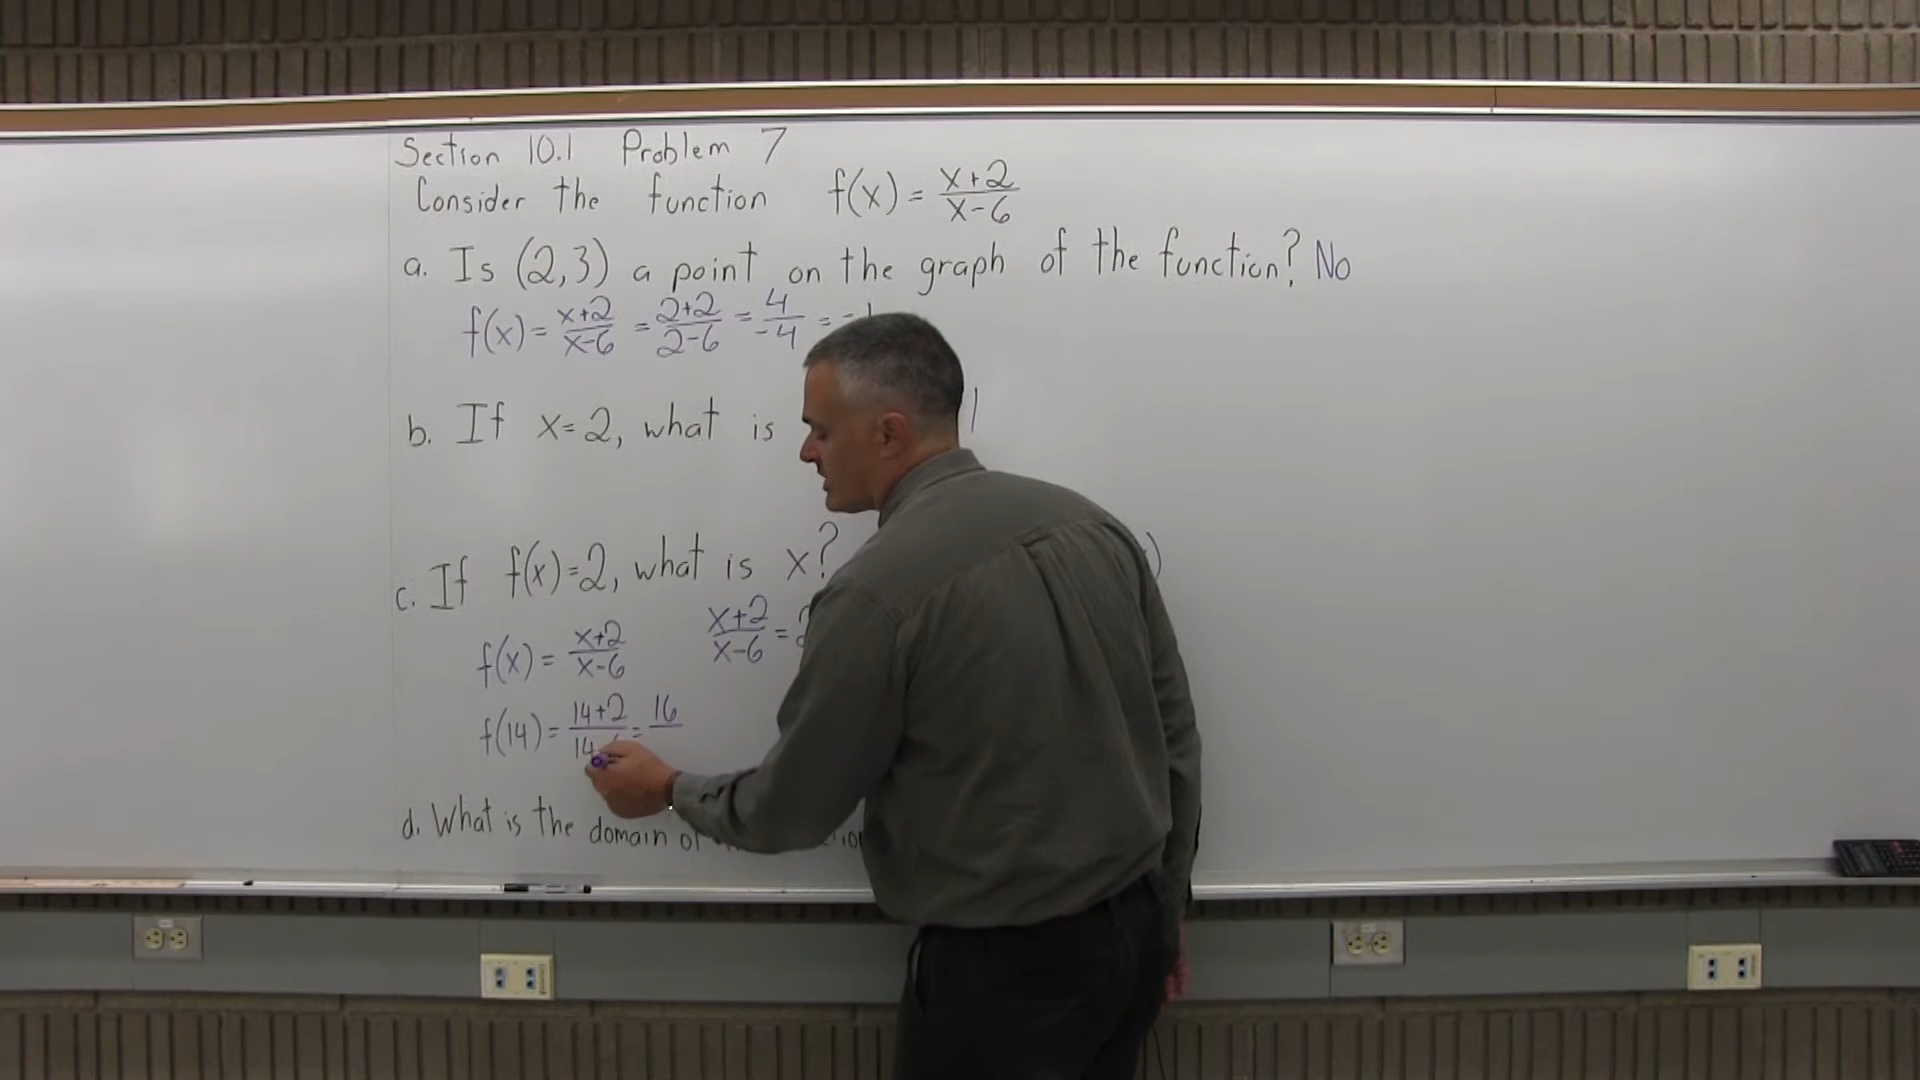 Section 10.1 Problem 7
Consider the function f(x) = x+2 / x-6
a. Is (2,3) a point on the graph of the function? No
f(x) = x+2 / x-6 = 2+2 / 2-6 = 4 / -4 = -1
b. If x=2, what is
c. If f(x)=2, what is x?
f(x) = x+2 / x-6 x+2 / x-6 =
f(14) = 14+2 / 14 = 16
d. What is the domain of